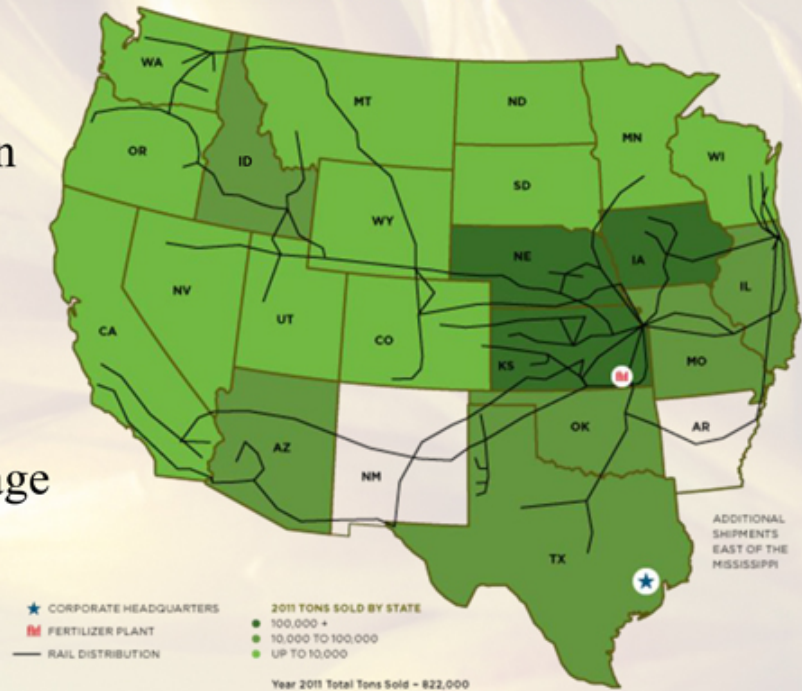 n
age
WA
MT
ND
MN
OR
ID
WI
SD
WY
NE
IA
NV
IL
UT
CO
CA
KS
MO
AZ
OK
AR
NM
TX
ADDITIONAL
SHIPMENTS
EAST OF THE
MISSISSIPPI
CORPORATE HEADQUARTERS
FERTILIZER PLANT
RAIL DISTRIBUTION
2011 TONS SOLD BY STATE
100,000 +
10,000 TO 100,000
UP TO 10,000
Year 2011 Total Tons Sold – 822,000